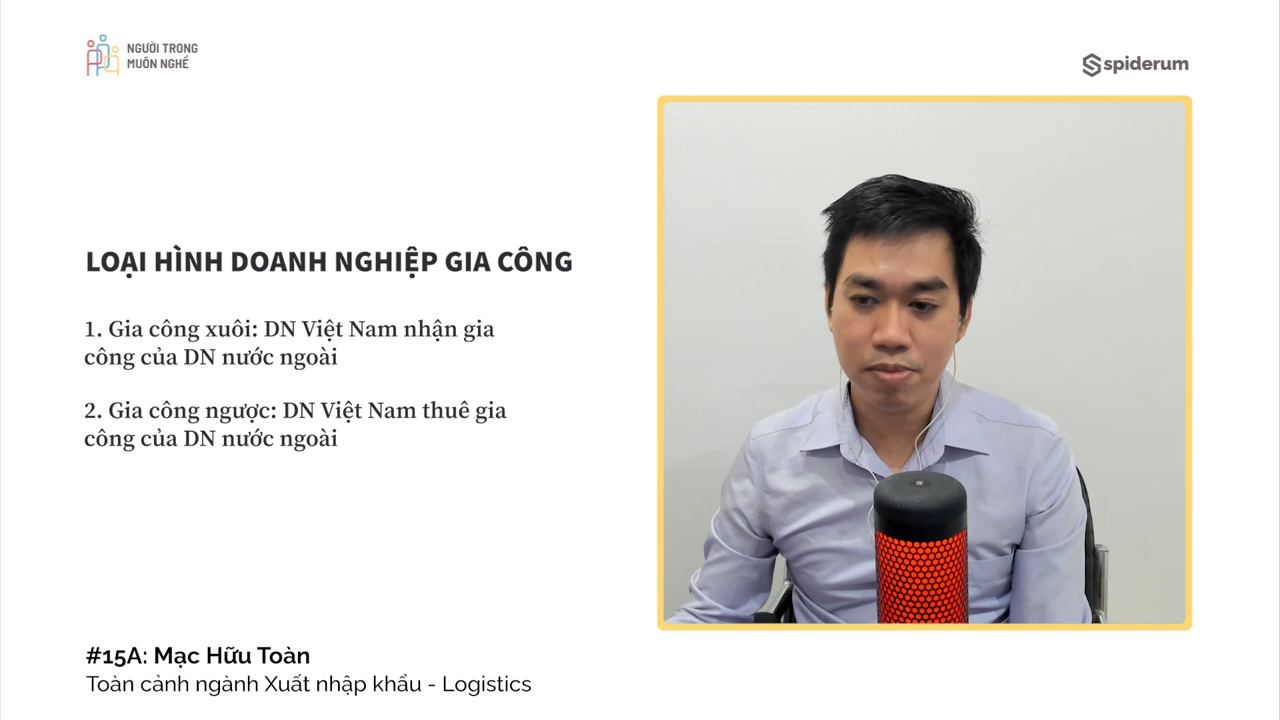 NGƯỜI TRONG
MUÔN NGHỀ
spiderum
LOẠI HÌNH DOANH NGHIỆP GIA CÔNG
1. Gia công xuôi: DN Việt Nam nhận gia
công của DN nước ngoài
2. Gia công ngược: DN Việt Nam thuê gia
công của DN nước ngoài
#15A: Mạc Hữu Toàn
Toàn cảnh ngành Xuất nhập khẩu - Logistics